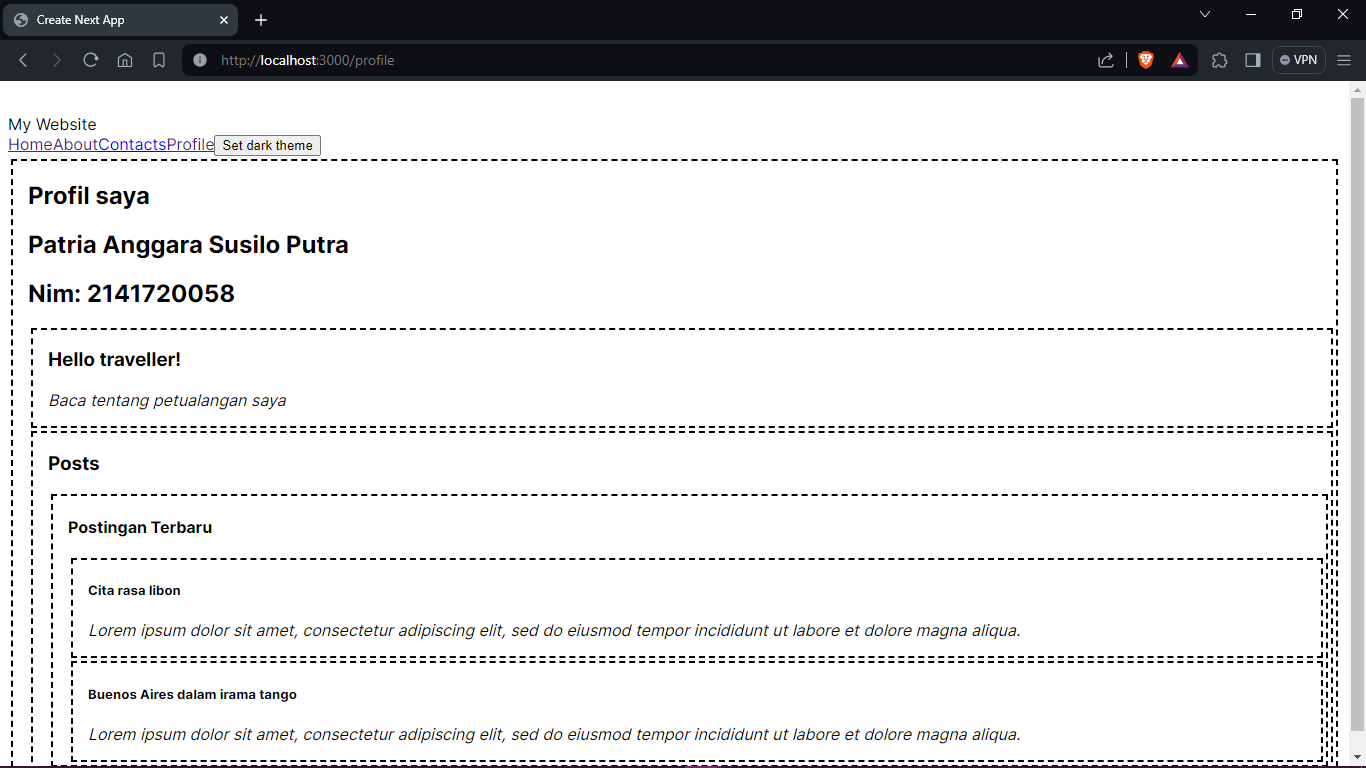 Create Next App
http://localhost:3000/profile
VPN
My Website
HomeAboutContactsProfile Set dark theme
Profil saya
Patria Anggara Susilo Putra
Nim: 2141720058
Hello traveller!
Baca tentang petualangan saya
Posts
Postingan Terbaru
Cita rasa libon
Lorem ipsum dolor sit amet, consectetur adipiscing elit, sed do eiusmod tempor incididunt ut labore et dolore magna aliqua.
Buenos Aires dalam irama tango
Lorem ipsum dolor sit amet, consectetur adipiscing elit, sed do eiusmod tempor incididunt ut labore et dolore magna aliqua.